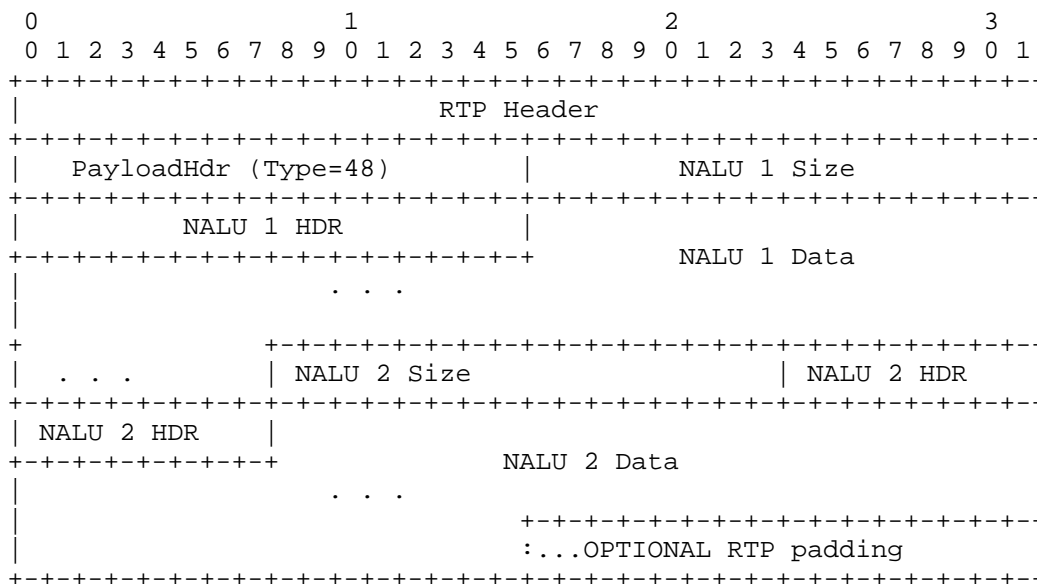 0                   1                   2                   3
 0 1 2 3 4 5 6 7 8 9 0 1 2 3 4 5 6 7 8 9 0 1 2 3 4 5 6 7 8 9 0 1
+-+-+-+-+-+-+-+-+-+-+-+-+-+-+-+-+-+-+-+-+-+-+-+-+-+-+-+-+-+-+-+--
|                          RTP Header
+-+-+-+-+-+-+-+-+-+-+-+-+-+-+-+-+-+-+-+-+-+-+-+-+-+-+-+-+-+-+-+--
|   PayloadHdr (Type=48)        |         NALU 1 Size
+-+-+-+-+-+-+-+-+-+-+-+-+-+-+-+-+-+-+-+-+-+-+-+-+-+-+-+-+-+-+-+--
|          NALU 1 HDR           |
+-+-+-+-+-+-+-+-+-+-+-+-+-+-+-+-+         NALU 1 Data
|                   . . .
|
+               +-+-+-+-+-+-+-+-+-+-+-+-+-+-+-+-+-+-+-+-+-+-+-+--
|  . . .        | NALU 2 Size                   | NALU 2 HDR
+-+-+-+-+-+-+-+-+-+-+-+-+-+-+-+-+-+-+-+-+-+-+-+-+-+-+-+-+-+-+-+--
| NALU 2 HDR    |
+-+-+-+-+-+-+-+-+              NALU 2 Data
|                   . . .
|                               +-+-+-+-+-+-+-+-+-+-+-+-+-+-+-+--
|                               :...OPTIONAL RTP padding
+-+-+-+-+-+-+-+-+-+-+-+-+-+-+-+-+-+-+-+-+-+-+-+-+-+-+-+-+-+-+-+--